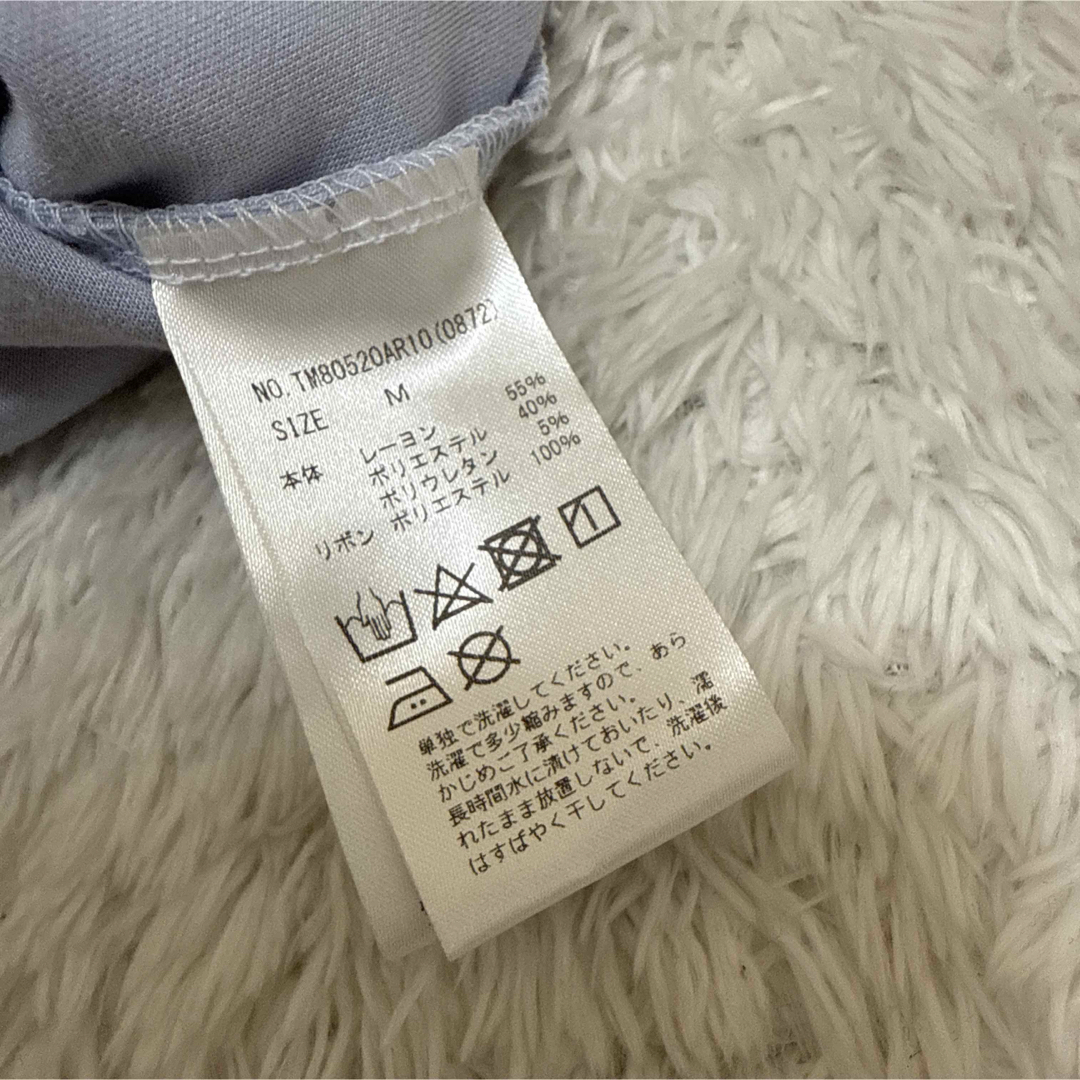 NO.TM80520AR10(0872)
SIZE M
本体 レーヨン 55%
ポリエステル 40%
ポリウレタン 5%
リボン ポリエステル 100%
単独で洗濯してください。
洗濯で多少縮みますので、あら
かじめご了承ください。
長時間水に漬けておいたり、濡
れたまま放置しないで、洗濯後
はすばやく干してください。